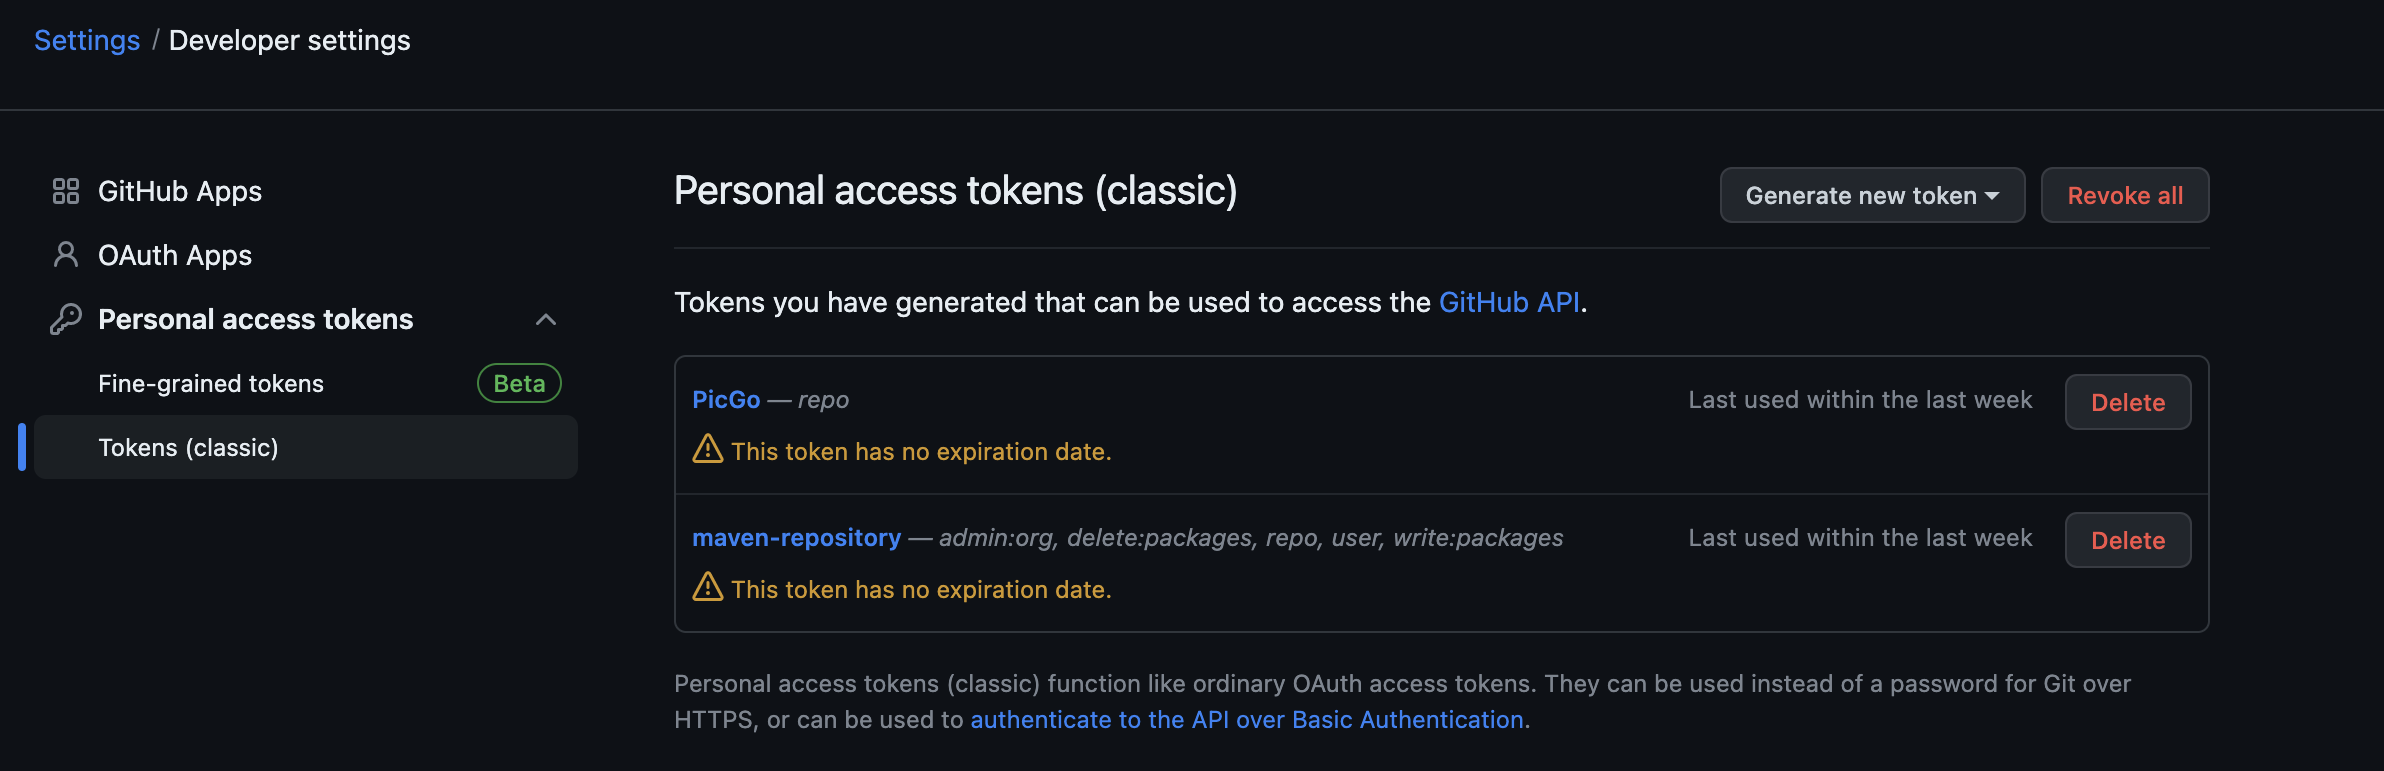 Settings / Developer settings
GitHub Apps
OAuth Apps
Personal access tokens
Fine-grained tokens Beta
Tokens (classic)
Personal access tokens (classic)
Generate new token
Revoke all
Tokens you have generated that can be used to access the GitHub API.
PicGo — repo
Last used within the last week
Delete
This token has no expiration date.
maven-repository — admin:org, delete:packages, repo, user, write:packages
Last used within the last week
Delete
This token has no expiration date.
Personal access tokens (classic) function like ordinary OAuth access tokens. They can be used instead of a password for Git over
HTTPS, or can be used to authenticate to the API over Basic Authentication.